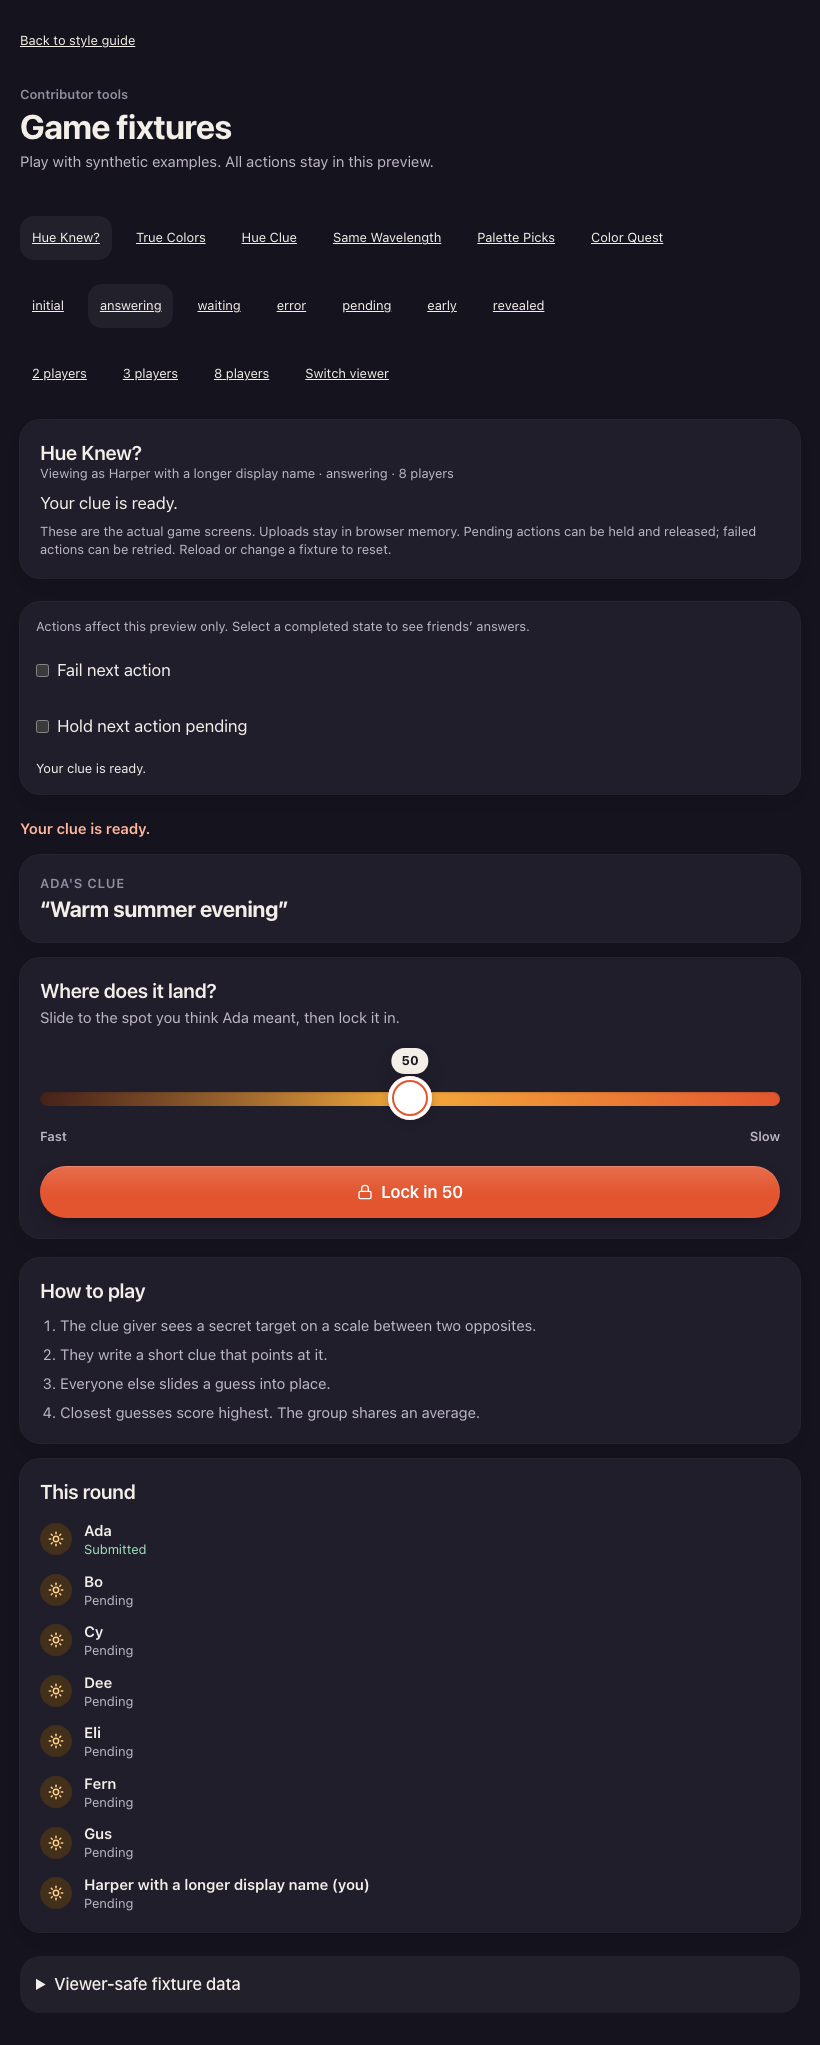 Back to style guide
Contributor tools
Game fixtures
Play with synthetic examples. All actions stay in this preview.
Hue Knew? True Colors Hue Clue Same Wavelength Palette Picks Color Quest
initial answering waiting error pending early revealed
2 players 3 players 8 players Switch viewer
Hue Knew?
Viewing as Harper with a longer display name · answering · 8 players
Your clue is ready.
These are the actual game screens. Uploads stay in browser memory. Pending actions can be held and released; failed
actions can be retried. Reload or change a fixture to reset.
Actions affect this preview only. Select a completed state to see friends’ answers.
Fail next action
Hold next action pending
Your clue is ready.
Your clue is ready.
ADA'S CLUE
“Warm summer evening”
Where does it land?
Slide to the spot you think Ada meant, then lock it in.
50
Fast Slow
Lock in 50
How to play
1. The clue giver sees a secret target on a scale between two opposites.
2. They write a short clue that points at it.
3. Everyone else slides a guess into place.
4. Closest guesses score highest. The group shares an average.
This round
Ada
Submitted
Bo
Pending
Cy
Pending
Dee
Pending
Eli
Pending
Fern
Pending
Gus
Pending
Harper with a longer display name (you)
Pending
Viewer-safe fixture data